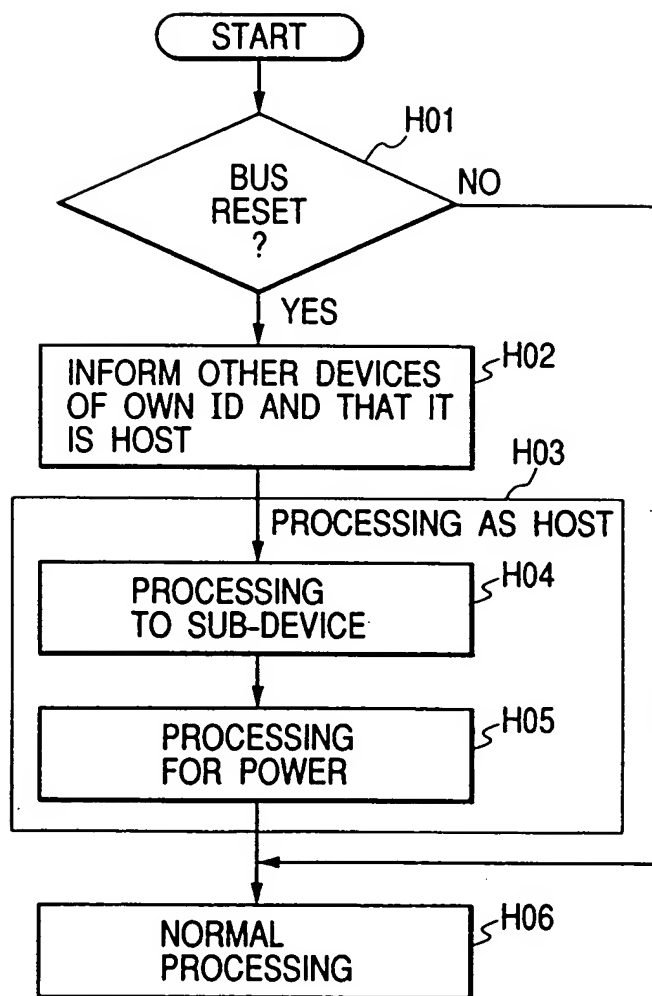 START
H01
BUS
RESET
?
NO
YES
H02
INFORM OTHER DEVICES
OF OWN ID AND THAT IT
IS HOST
H03
PROCESSING AS HOST
H04
PROCESSING
TO SUB-DEVICE
H05
PROCESSING
FOR POWER
H06
NORMAL
PROCESSING